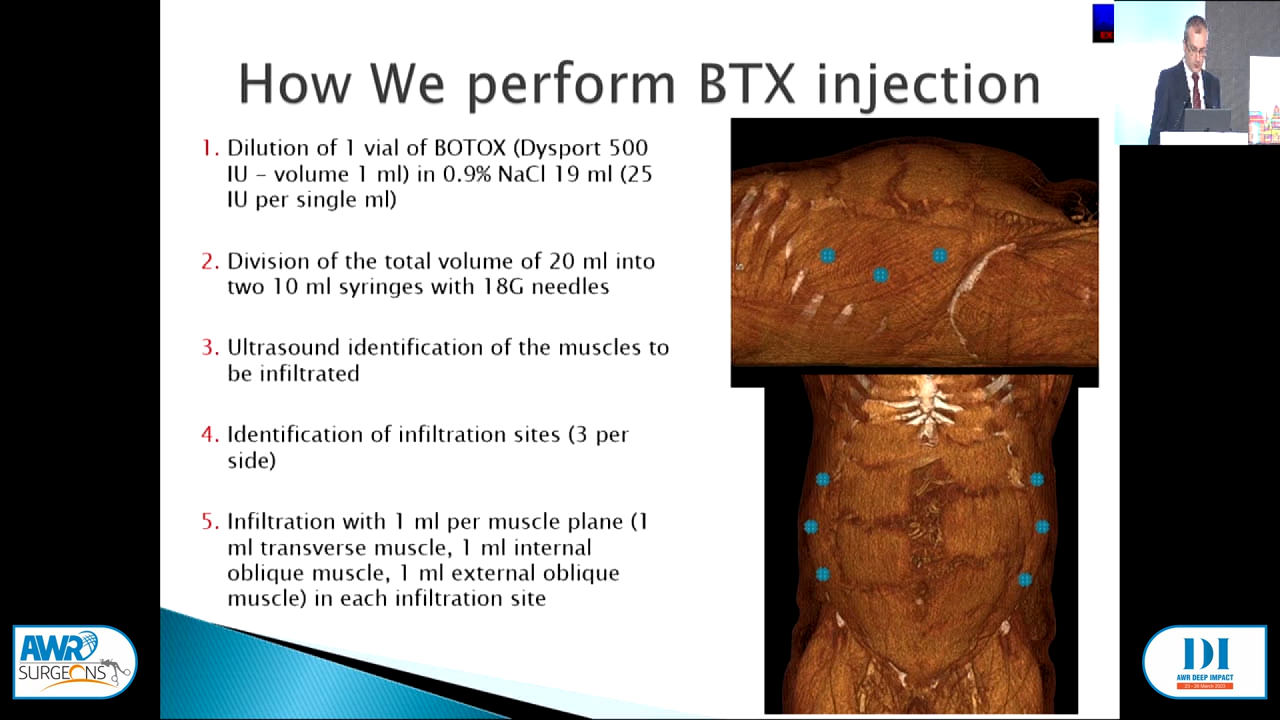 How We perform BTX injection
1. Dilution of 1 vial of BOTOX (Dysport 500
IU – volume 1 ml) in 0.9% NaCl 19 ml (25
IU per single ml)
2. Division of the total volume of 20 ml into
two 10 ml syringes with 18G needles
3. Ultrasound identification of the muscles to
be infiltrated
4. Identification of infiltration sites (3 per
side)
5. Infiltration with 1 ml per muscle plane (1
ml transverse muscle, 1 ml internal
oblique muscle, 1 ml external oblique
muscle) in each infiltration site
AWR
SURGEONS
DI
AWR DEEP IMPACT